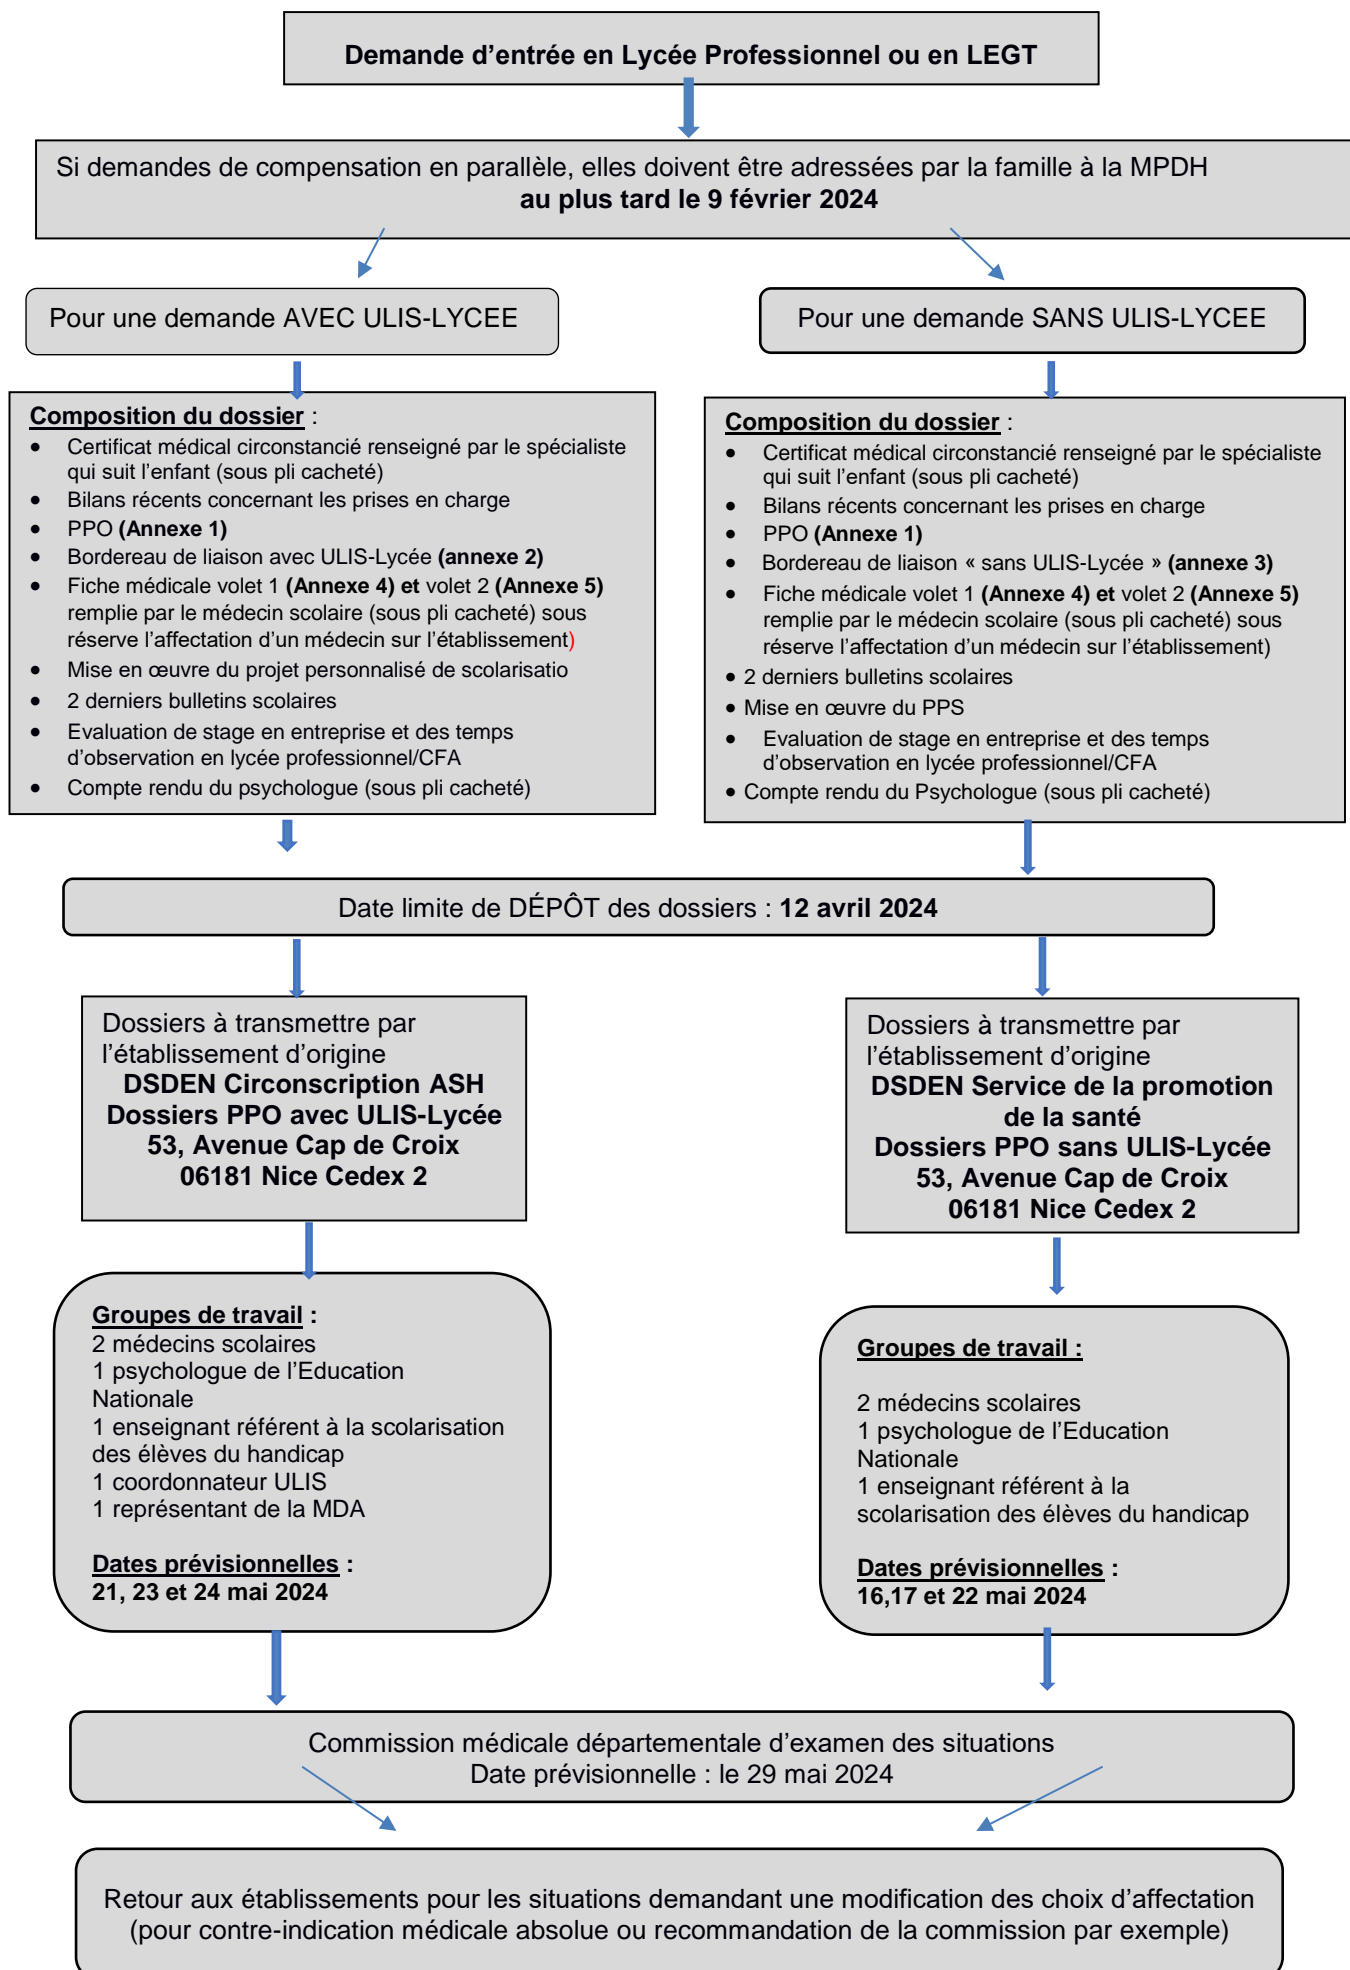 Demande d’entrée en Lycée Professionnel ou en LEGT
Si demandes de compensation en parallèle, elles doivent être adressées par la famille à la MPDH
au plus tard le 9 février 2024
Pour une demande AVEC ULIS-LYCEE
Composition du dossier :
• Certificat médical circonstancié renseigné par le spécialiste
qui suit l’enfant (sous pli cacheté)
• Bilans récents concernant les prises en charge
• PPO (Annexe 1)
• Bordereau de liaison avec ULIS-Lycée (annexe 2)
• Fiche médicale volet 1 (Annexe 4) et volet 2 (Annexe 5)
remplie par le médecin scolaire (sous pli cacheté) sous
réserve l’affectation d’un médecin sur l’établissement)
• Mise en œuvre du projet personnalisé de scolarisatio
• 2 derniers bulletins scolaires
• Evaluation de stage en entreprise et des temps
d’observation en lycée professionnel/CFA
• Compte rendu du psychologue (sous pli cacheté)
Pour une demande SANS ULIS-LYCEE
Composition du dossier :
• Certificat médical circonstancié renseigné par le spécialiste
qui suit l’enfant (sous pli cacheté)
• Bilans récents concernant les prises en charge
• PPO (Annexe 1)
• Bordereau de liaison « sans ULIS-Lycée » (annexe 3)
• Fiche médicale volet 1 (Annexe 4) et volet 2 (Annexe 5)
remplie par le médecin scolaire (sous pli cacheté) sous
réserve l’affectation d’un médecin sur l’établissement)
• 2 derniers bulletins scolaires
• Mise en œuvre du PPS
• Evaluation de stage en entreprise et des temps
d’observation en lycée professionnel/CFA
• Compte rendu du Psychologue (sous pli cacheté)
Date limite de DÉPÔT des dossiers : 12 avril 2024
Dossiers à transmettre par
l’établissement d’origine
DSDEN Circonscription ASH
Dossiers PPO avec ULIS-Lycée
53, Avenue Cap de Croix
06181 Nice Cedex 2
Dossiers à transmettre par
l’établissement d’origine
DSDEN Service de la promotion
de la santé
Dossiers PPO sans ULIS-Lycée
53, Avenue Cap de Croix
06181 Nice Cedex 2
Groupes de travail :
2 médecins scolaires
1 psychologue de l’Education
Nationale
1 enseignant référent à la scolarisation
des élèves du handicap
1 coordonnateur ULIS
1 représentant de la MDA
Dates prévisionnelles :
21, 23 et 24 mai 2024
Groupes de travail :
2 médecins scolaires
1 psychologue de l’Education
Nationale
1 enseignant référent à la
scolarisation des élèves du handicap
Dates prévisionnelles :
16,17 et 22 mai 2024
Commission médicale départementale d’examen des situations
Date prévisionnelle : le 29 mai 2024
Retour aux établissements pour les situations demandant une modification des choix d’affectation
(pour contre-indication médicale absolue ou recommandation de la commission par exemple)